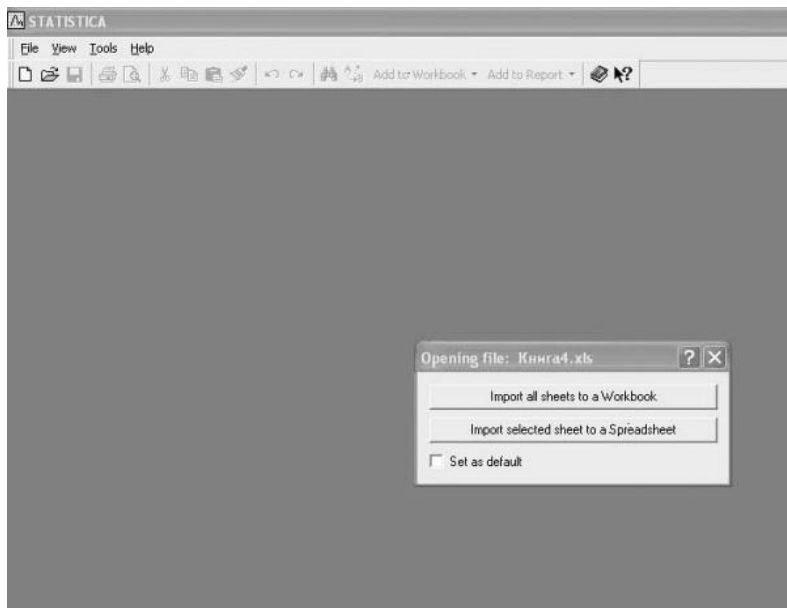 STATISTICA
File View Tools Help
Add to Workbook Add to Report
Opening file: Книга4.xls
Import all sheets to a Workbook
Import selected sheet to a Spreadsheet
Set as default